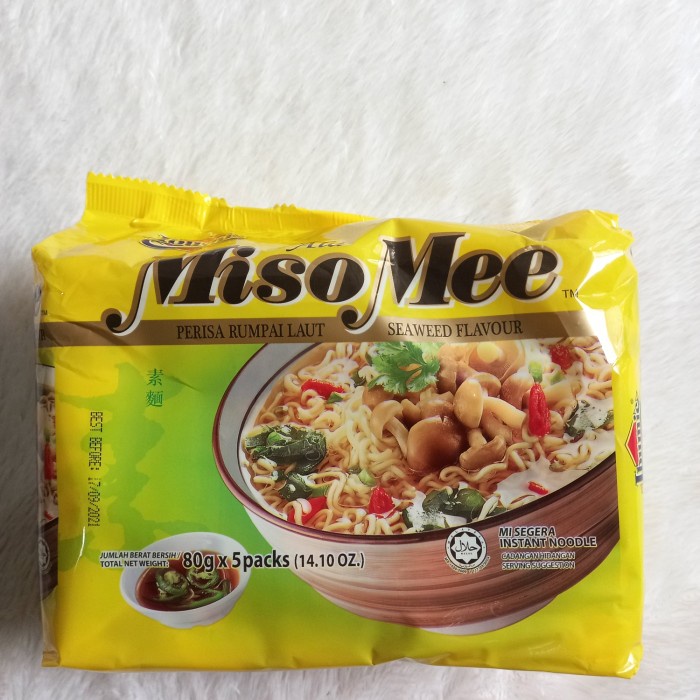 Miso Mee TM
PERISA RUMPAI LAUT SEAWEED FLAVOUR
素
麵
BEST BEFORE: 17/09/2021
JUMLAH BERAT BERSIH/
TOTAL NET WEIGHT: 80g x 5packs (14.10 OZ.)
MI SEGERA
INSTANT NOODLE
CADANGAN HIDANGAN
SERVING SUGGESTION
حلال